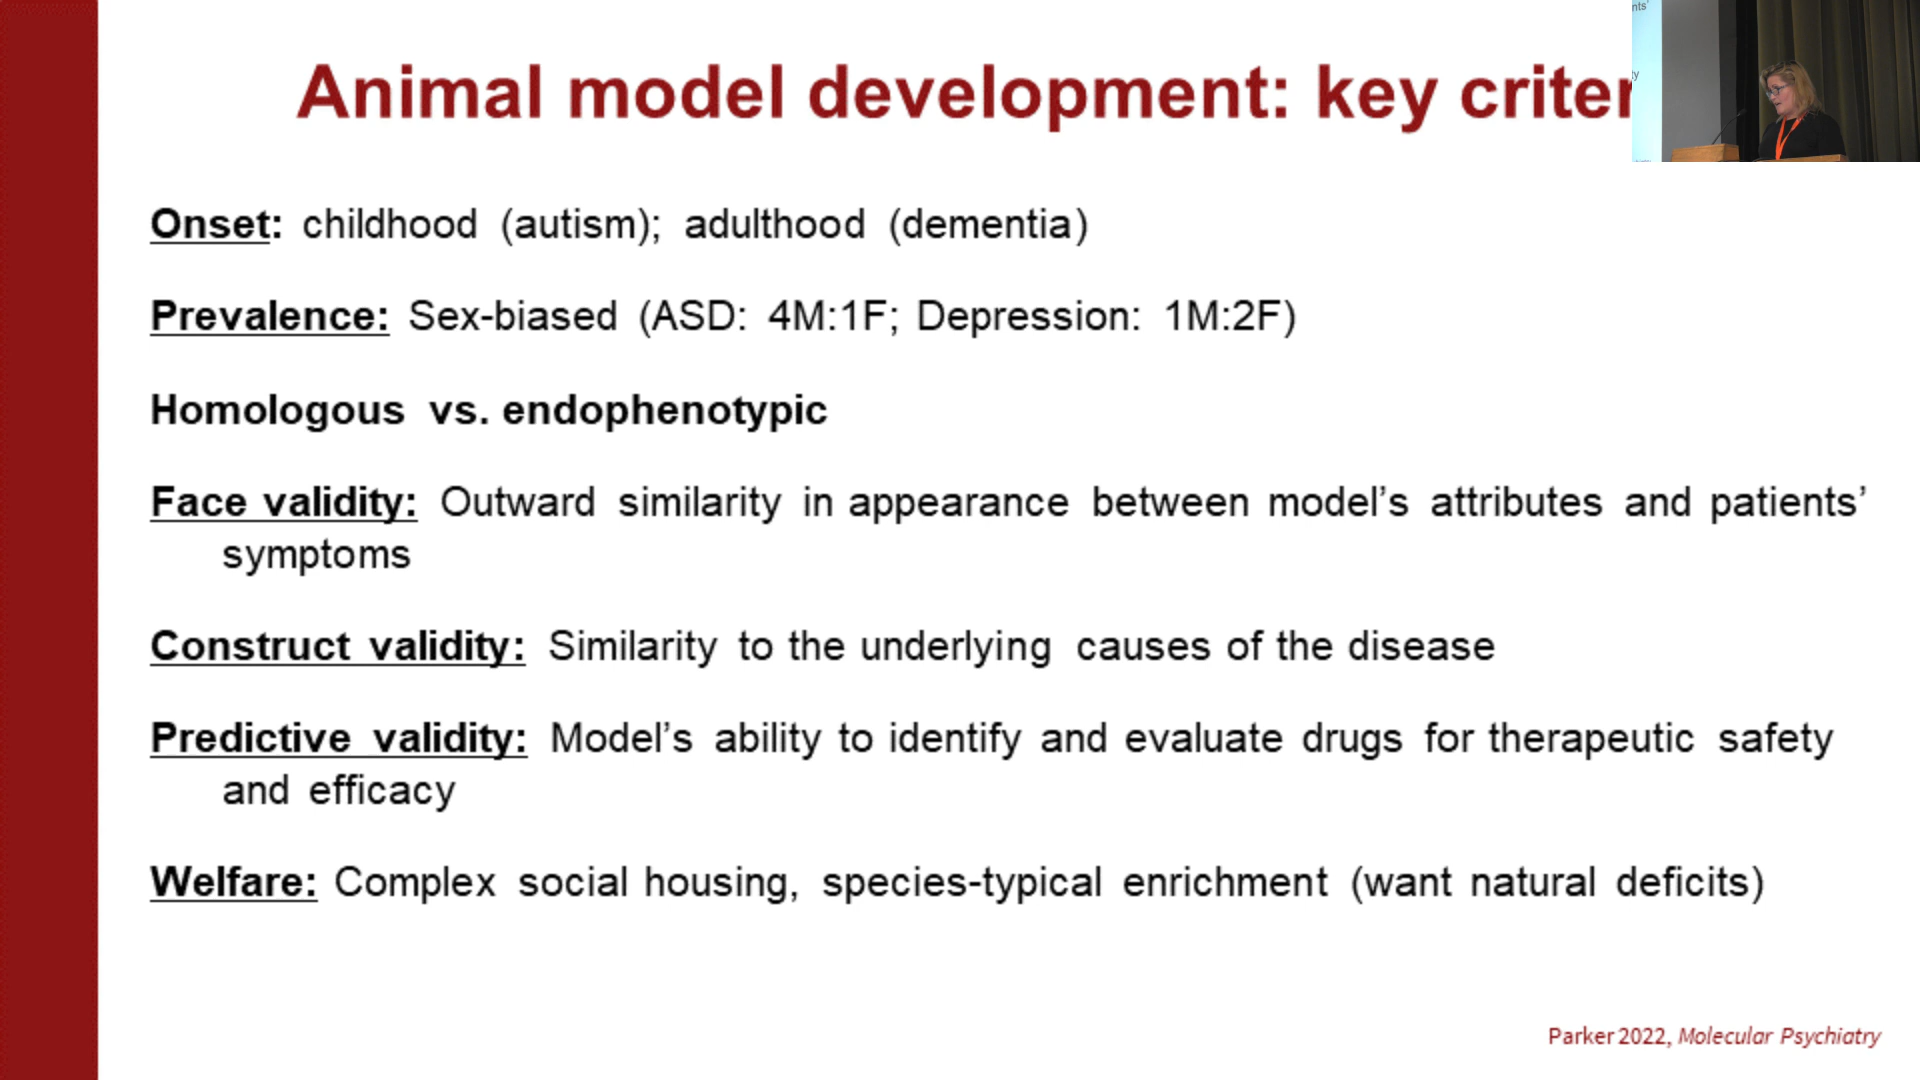 Animal model development: key criter
nts'
ty
Onset: childhood (autism); adulthood (dementia)
Prevalence: Sex-biased (ASD: 4M:1F; Depression: 1M:2F)
Homologous vs. endophenotypic
Face validity: Outward similarity in appearance between model’s attributes and patients’
symptoms
Construct validity: Similarity to the underlying causes of the disease
Predictive validity: Model’s ability to identify and evaluate drugs for therapeutic safety
and efficacy
Welfare: Complex social housing, species-typical enrichment (want natural deficits)
Parker 2022, Molecular Psychiatry